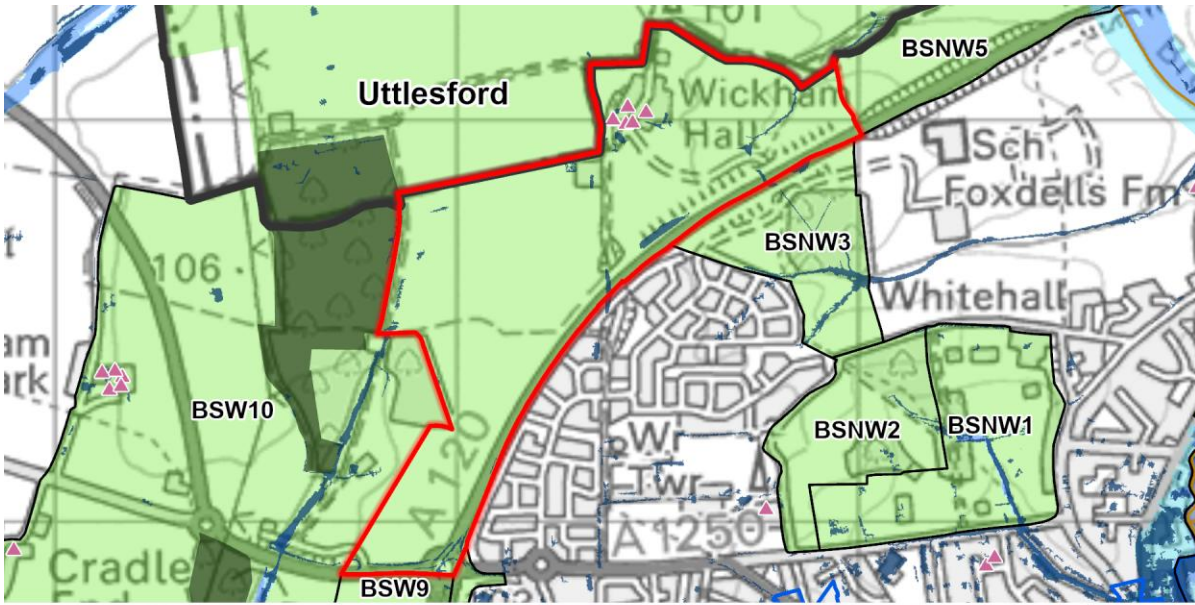 101
BSNW5
Uttlesford
Wickham
Hall
Sch
Foxdells Fm
BSNW3
106
Whitehall
am
ark
BSW10
BSNW2
BSNW1
W
Twr
A 120
A 1250
Cradle
End
BSW9